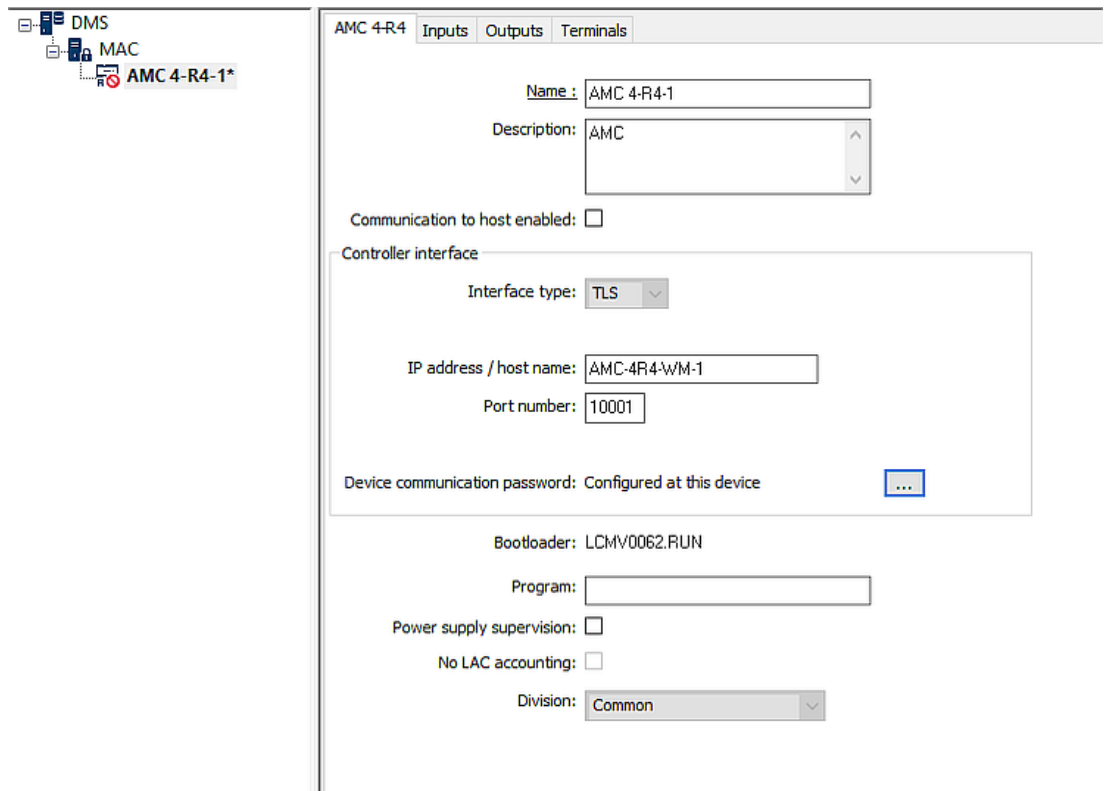 DMS
MAC
AMC 4-R4-1*
AMC 4-R4 Inputs Outputs Terminals
Name : AMC 4-R4-1
Description: AMC
Communication to host enabled:
Controller interface
Interface type: TLS
IP address / host name: AMC-4R4-WM-1
Port number: 10001
Device communication password: Configured at this device ...
Bootloader: LCMV0062.RUN
Program:
Power supply supervision:
No LAC accounting:
Division: Common